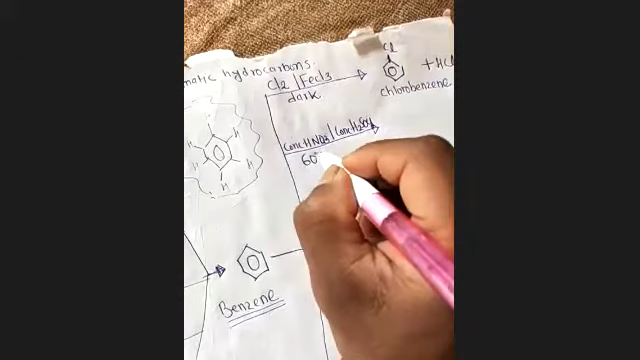 matic hydrocarbons.
Cl2 | FeCl3
dark
Cl
+ HCl
chlorobenzene
Conc HNO3 | Conc H2SO4
60°
H
H
H
H
H
Benzene